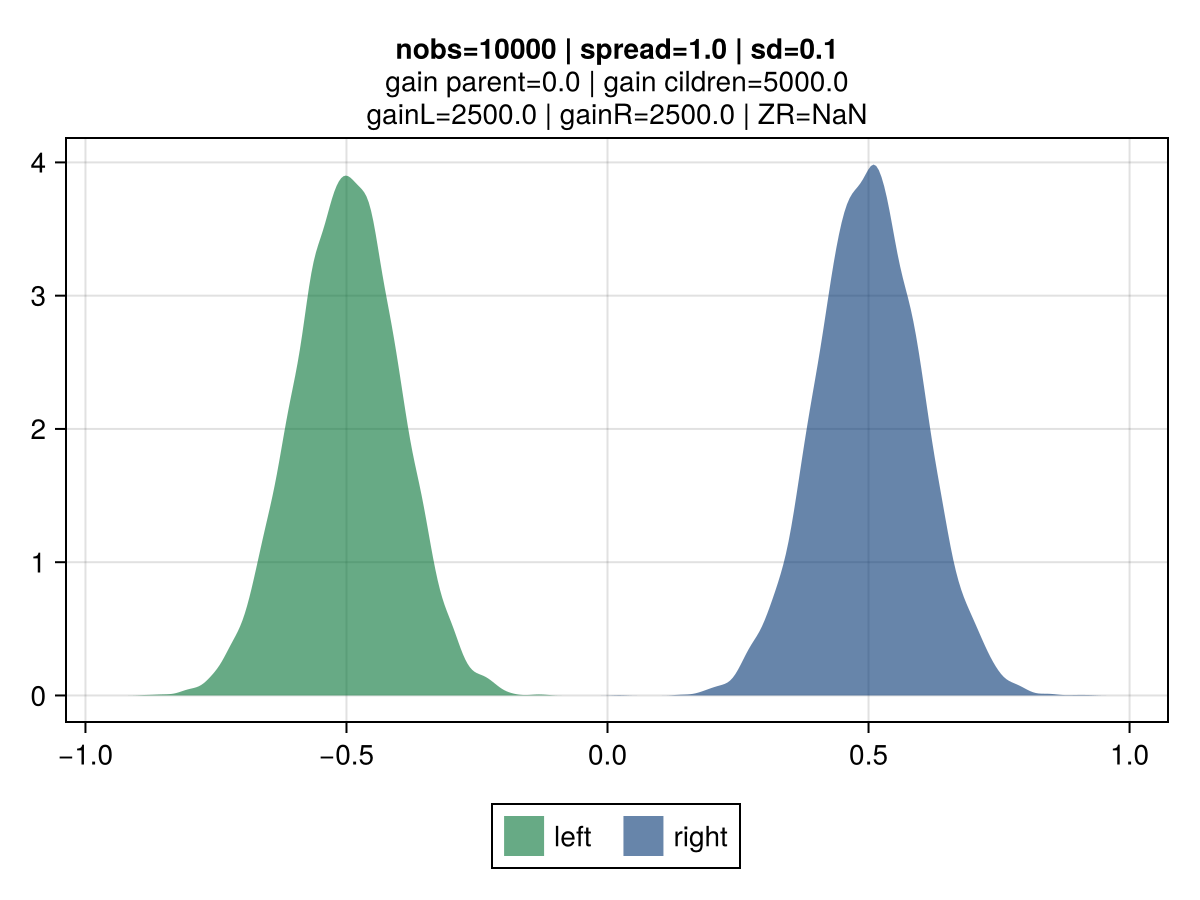 nobs=10000 | spread=1.0 | sd=0.1
gain parent=0.0 | gain cildren=5000.0
gainL=2500.0 | gainR=2500.0 | ZR=NaN
4
3
2
1
0
−1.0 −0.5 0.0 0.5 1.0
left right